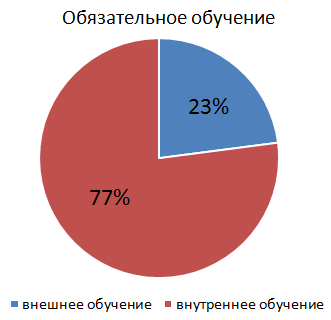 Обязательное обучение
23%
77%
внешнее обучение внутреннее обучение